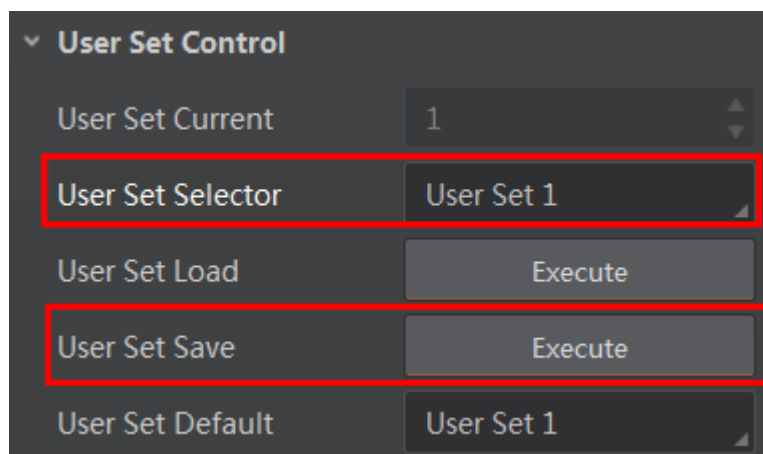 User Set Control
User Set Current 1
User Set Selector User Set 1
User Set Load Execute
User Set Save Execute
User Set Default User Set 1